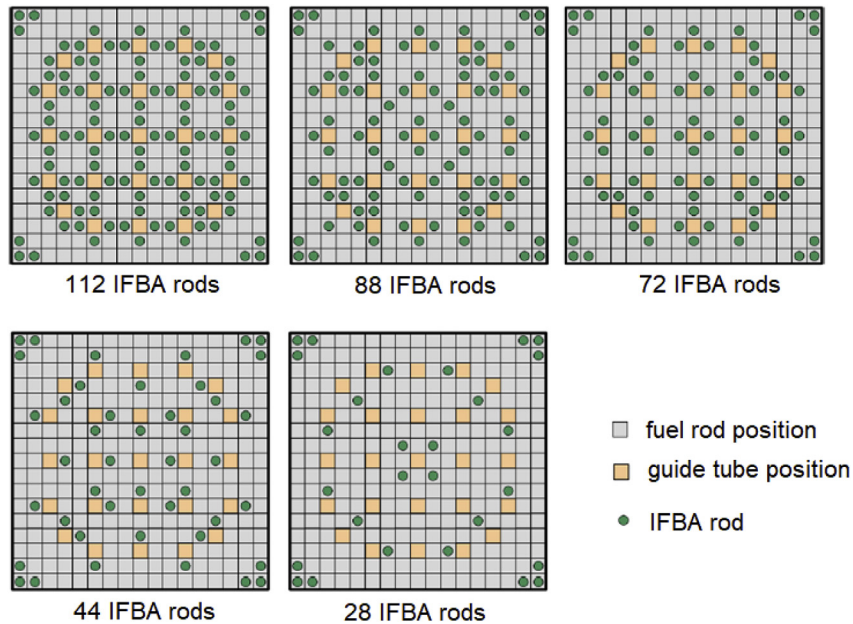 112 IFBA rods
88 IFBA rods
72 IFBA rods
44 IFBA rods
28 IFBA rods
fuel rod position
guide tube position
IFBA rod